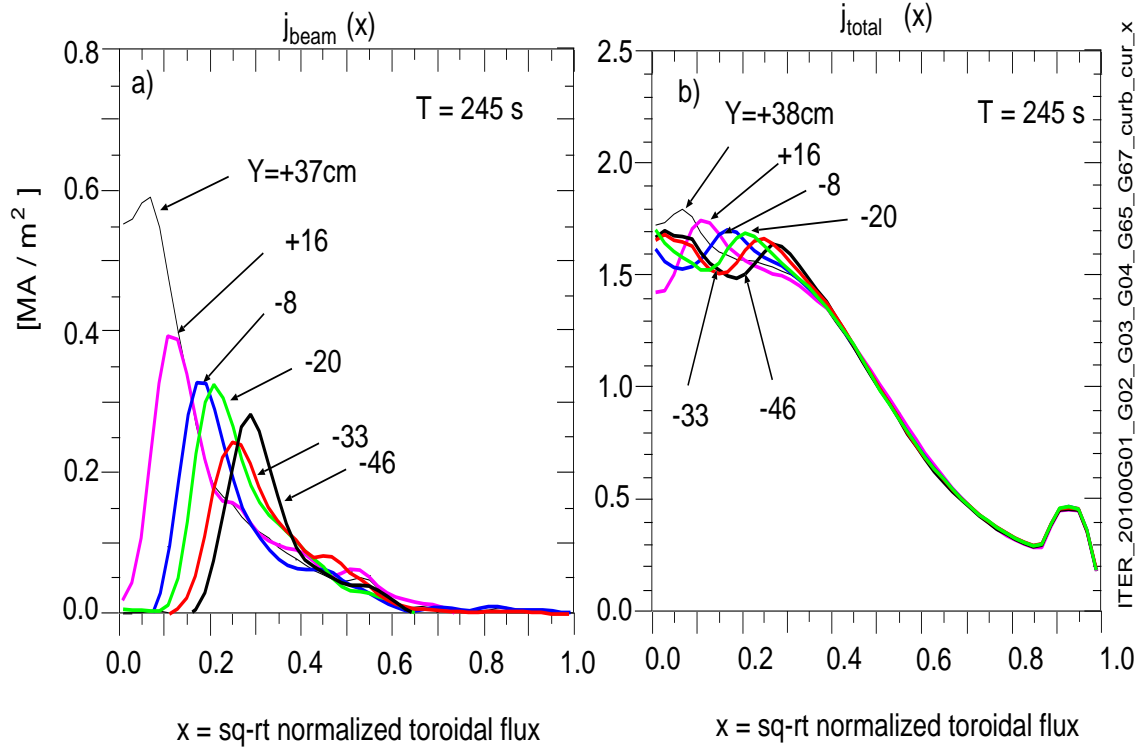 j_beam (x)
j_total (x)
[MA / m²]
0.8
0.6
0.4
0.2
0.0
a)
T = 245 s
Y=+37cm
+16
-8
-20
-33
-46
0.0 0.2 0.4 0.6 0.8 1.0
x = sq-rt normalized toroidal flux
2.5
2.0
1.5
1.0
0.5
0.0
b)
T = 245 s
Y=+38cm
+16
-8
-20
-33
-46
0.0 0.2 0.4 0.6 0.8 1.0
x = sq-rt normalized toroidal flux
ITER_20100G01_G02_G03_G04_G65_G67_curb_cur_x